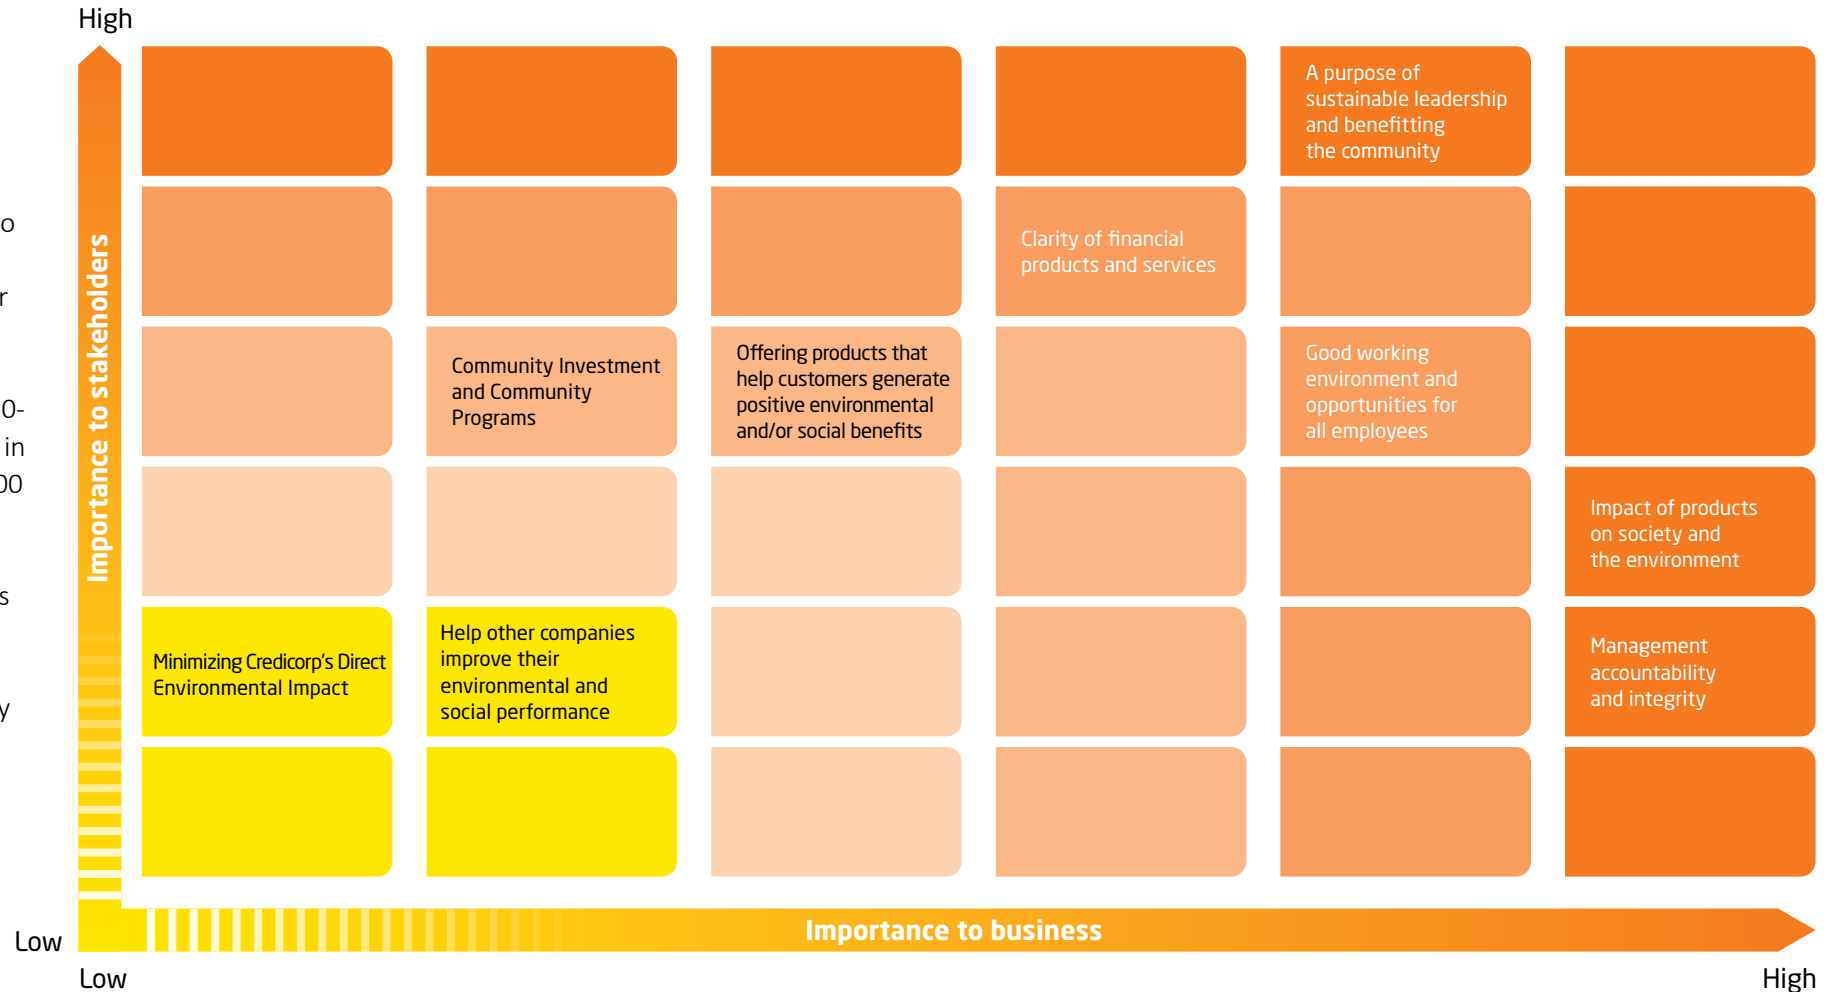 High
A purpose of
sustainable leadership
and benefitting
the community
Clarity of financial
products and services
Community Investment
and Community
Programs
Offering products that
help customers generate
positive environmental
and/or social benefits
Good working
environment and
opportunities for
all employees
Impact of products
on society and
the environment
Minimizing Credicorp's Direct
Environmental Impact
Help other companies
improve their
environmental and
social performance
Management
accountability
and integrity
Importance to stakeholders
Importance to business
Low
Low
High
o
r
0-
in
00
s
y